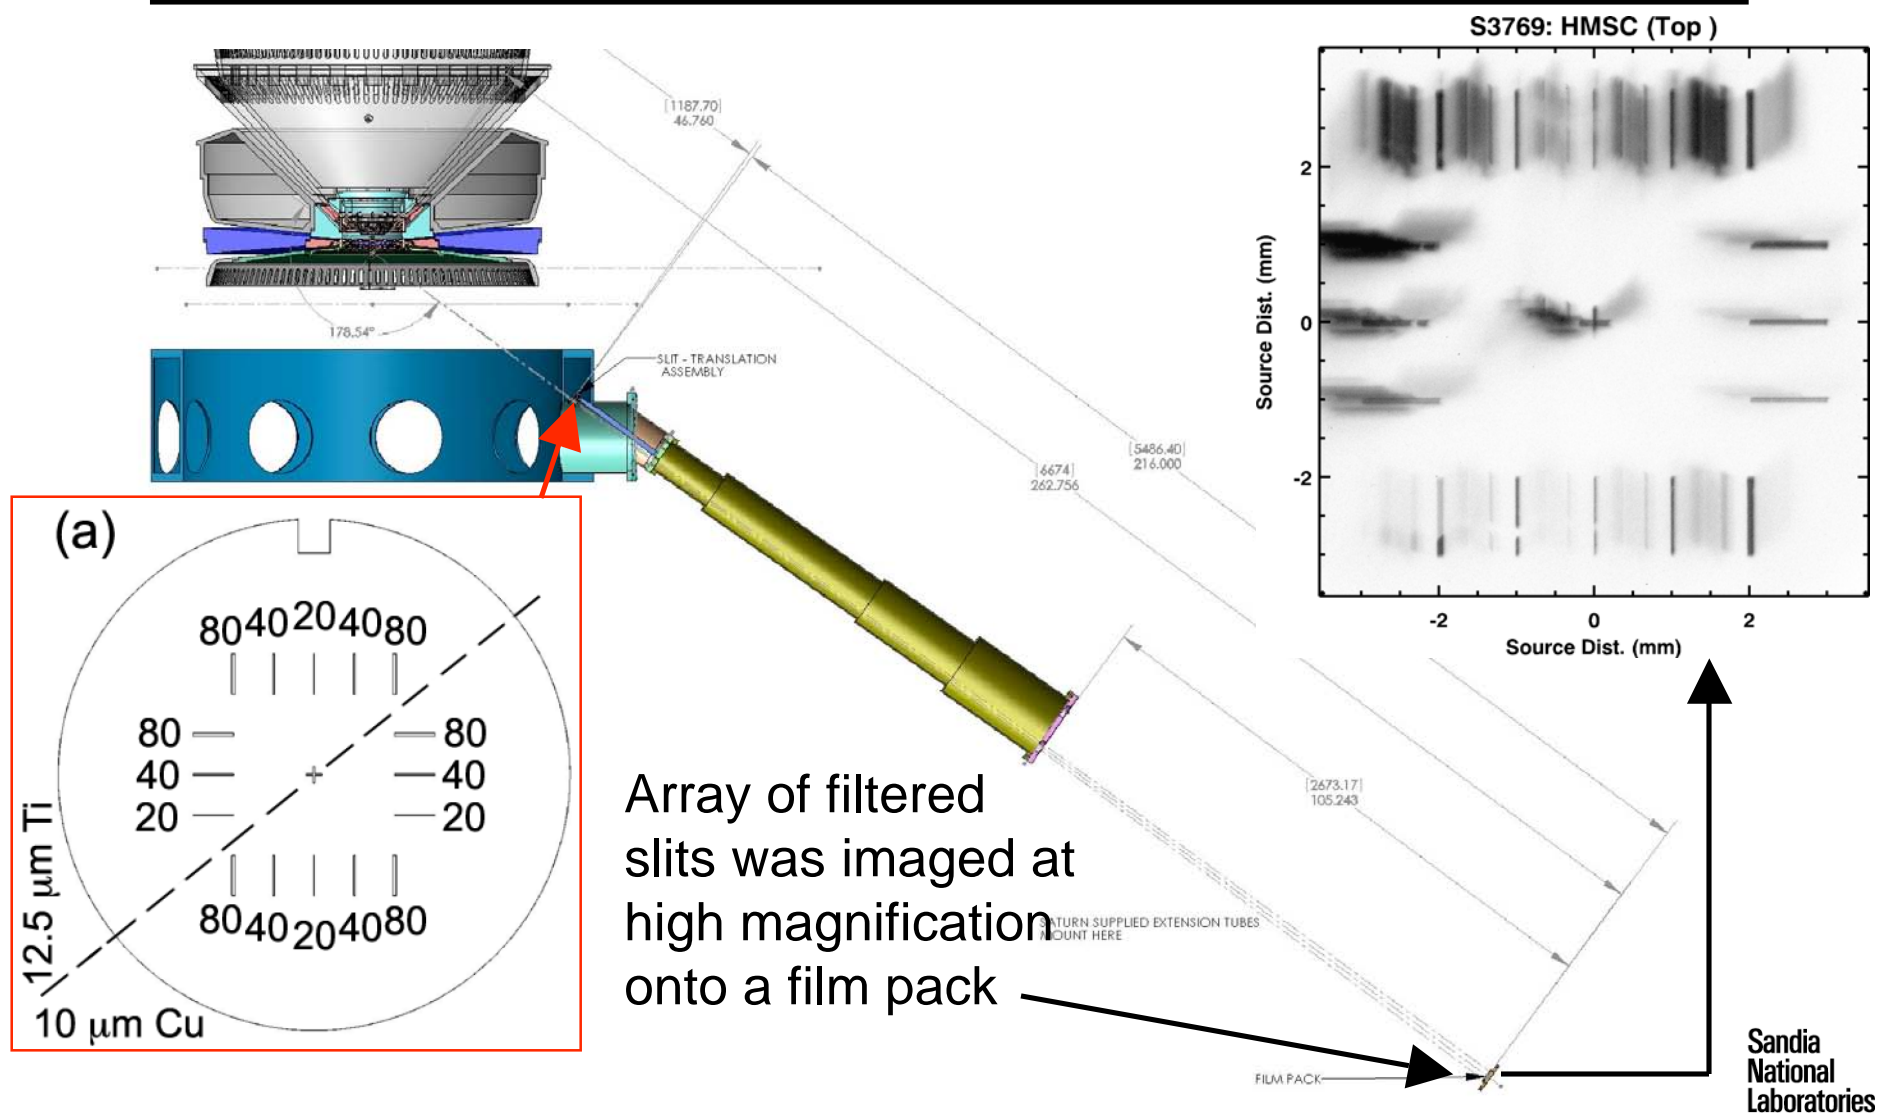 S3769: HMSC (Top )
[1187.70]
46.760
178.54°
SLIT - TRANSLATION
ASSEMBLY
[5486.40]
216.000
[6674]
262.756
Source Dist. (mm)
2
0
-2
-2
0
2
Source Dist. (mm)
(a)
80 40 20 40 80
80 80
40 40
20 20
80 40 20 40 80
12.5 μm Ti
10 μm Cu
Array of filtered
slits was imaged at
high magnification
onto a film pack
[2673.17]
105.243
SATURN SUPPLIED EXTENSION TUBES
MOUNT HERE
FILM PACK
Sandia
National
Laboratories